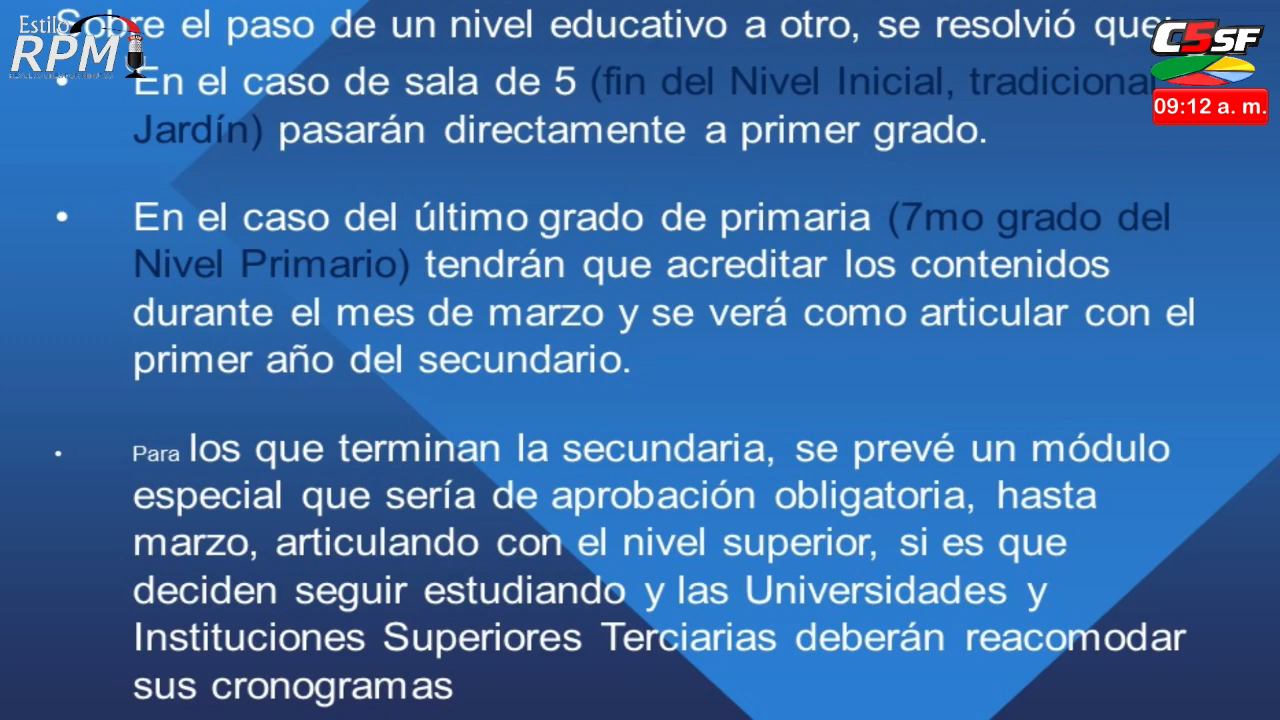 Estilo
RPM
Sobre el paso de un nivel educativo a otro, se resolvió que:
C5SF
09:12 a. m.
• En el caso de sala de 5 (fin del Nivel Inicial, tradicional
Jardín) pasarán directamente a primer grado.
• En el caso del último grado de primaria (7mo grado del
Nivel Primario) tendrán que acreditar los contenidos
durante el mes de marzo y se verá como articular con el
primer año del secundario.
• Para los que terminan la secundaria, se prevé un módulo
especial que sería de aprobación obligatoria, hasta
marzo, articulando con el nivel superior, si es que
deciden seguir estudiando y las Universidades y
Instituciones Superiores Terciarias deberán reacomodar
sus cronogramas